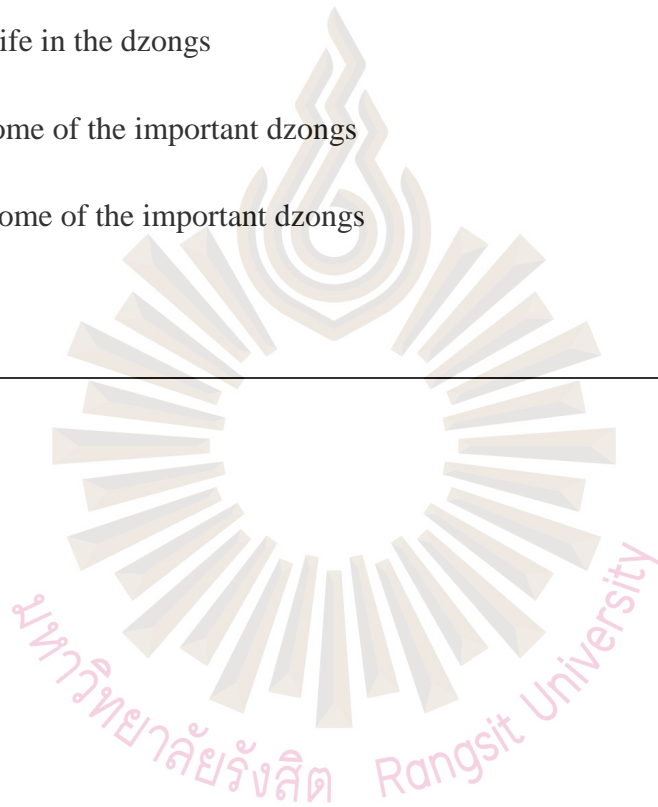 ife in the dzongs
ome of the important dzongs
ome of the important dzongs
มหาวิทยาลัยรังสิต Rangsit University